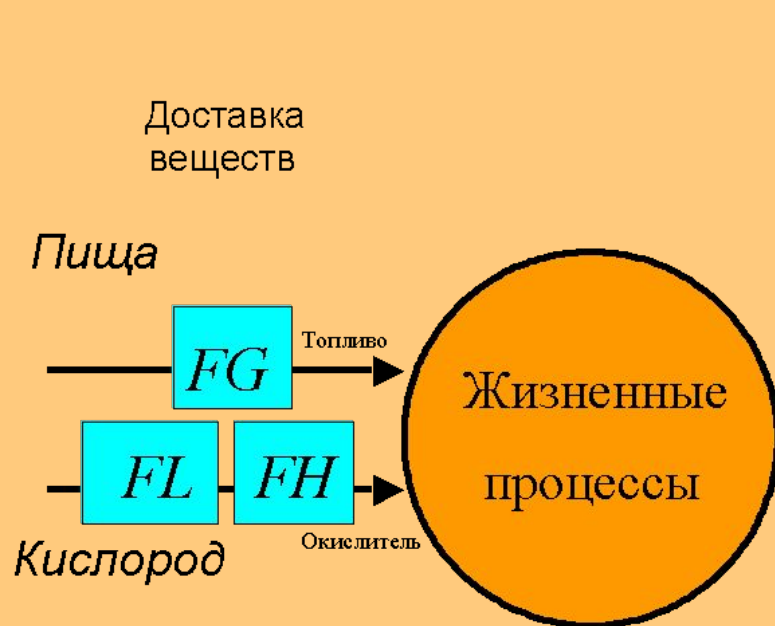 Доставка
веществ
Пища
FG
Топливо
Жизненные
процессы
FL
FH
Кислород
Окислитель